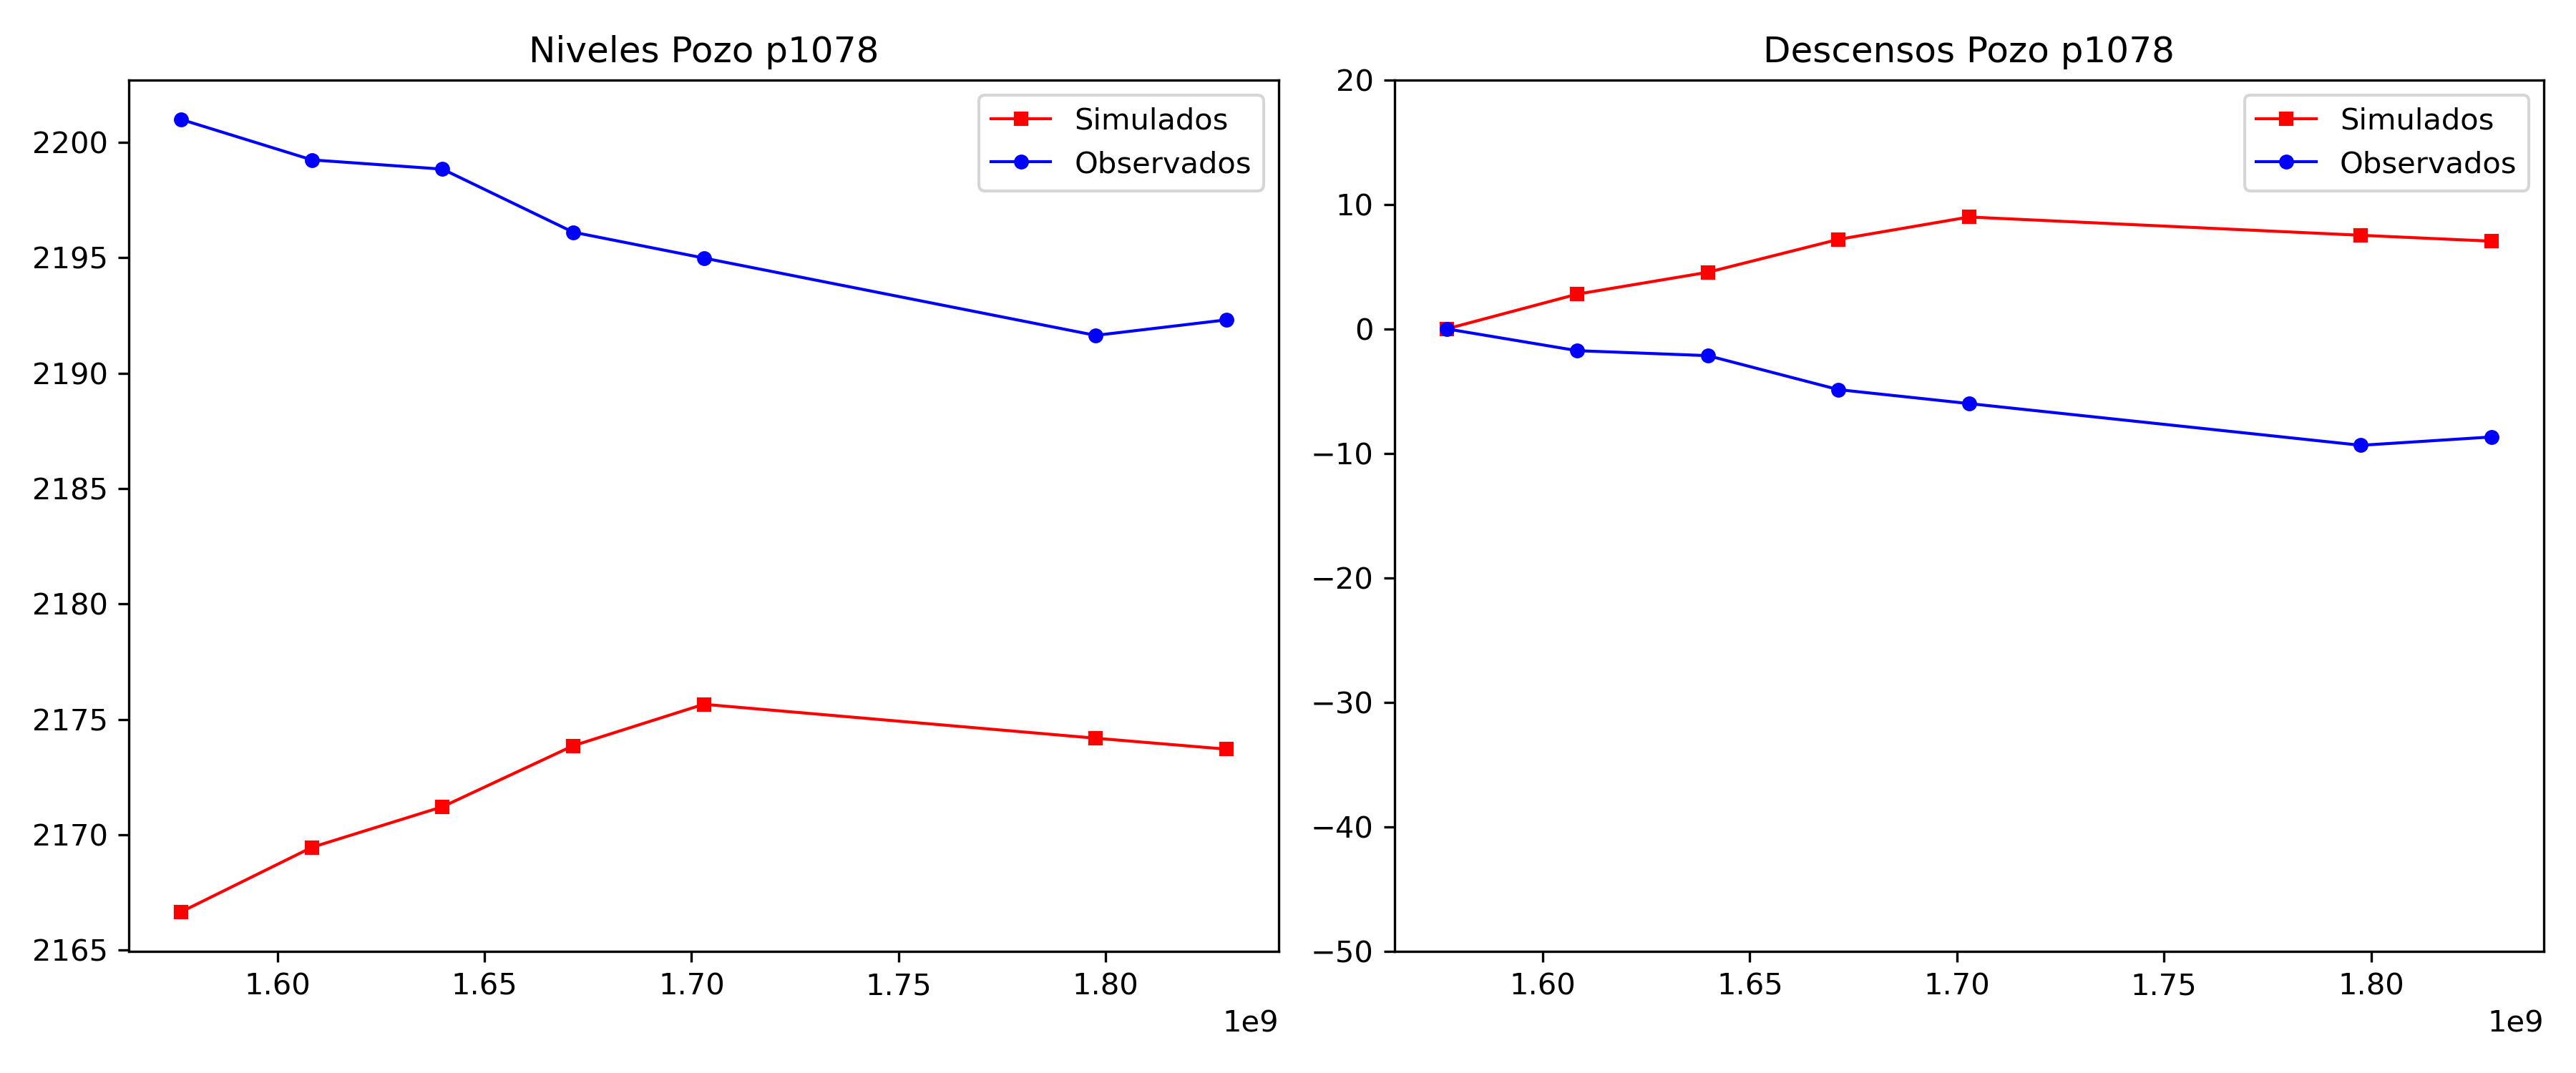 Niveles Pozo p1078
Simulados
Observados
2200
2195
2190
2185
2180
2175
2170
2165
1.60 1.65 1.70 1.75 1.80
1e9
Descensos Pozo p1078
Simulados
Observados
20
10
0
−10
−20
−30
−40
−50
1.60 1.65 1.70 1.75 1.80
1e9